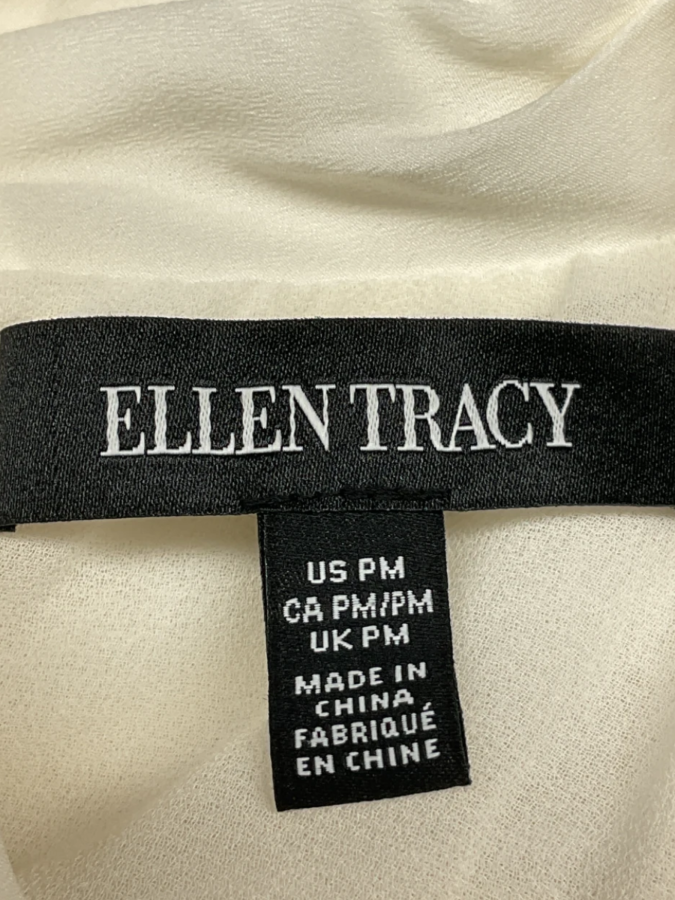 ELLEN TRACY
US PM
CA PM/PM
UK PM
MADE IN
CHINA
FABRIQUÉ
EN CHINE